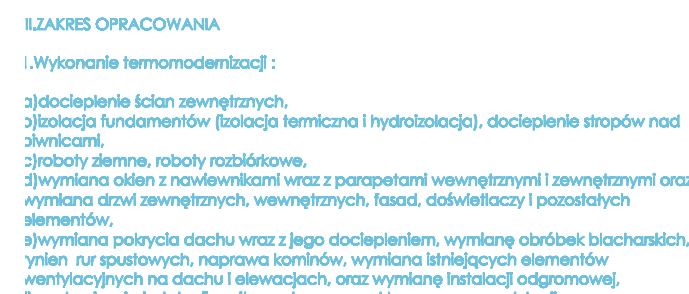 II.ZAKRES OPRACOWANIA
1.Wykonanie termomodernizacji :
a)docieplenie ścian zewnętrznych,
b)izolacja fundamentów (izolacja termiczna i hydroizolacja), docieplenie stropów nad
piwnicami,
c)roboty ziemne, roboty rozbiórkowe,
d)wymiana okien z nawiewnikami wraz z parapetami wewnętrznymi i zewnętrznymi oraz
wymiana drzwi zewnętrznych, wewnętrznych, fasad, doświetlaczy i pozostałych
elementów,
e)wymiana pokrycia dachu wraz z jego dociepleniem, wymianę obróbek blacharskich,
rynien rur spustowych, naprawa kominów, wymiana istniejących elementów
wentylacyjnych na dachu i elewacjach, oraz wymianę instalacji odgromowej,